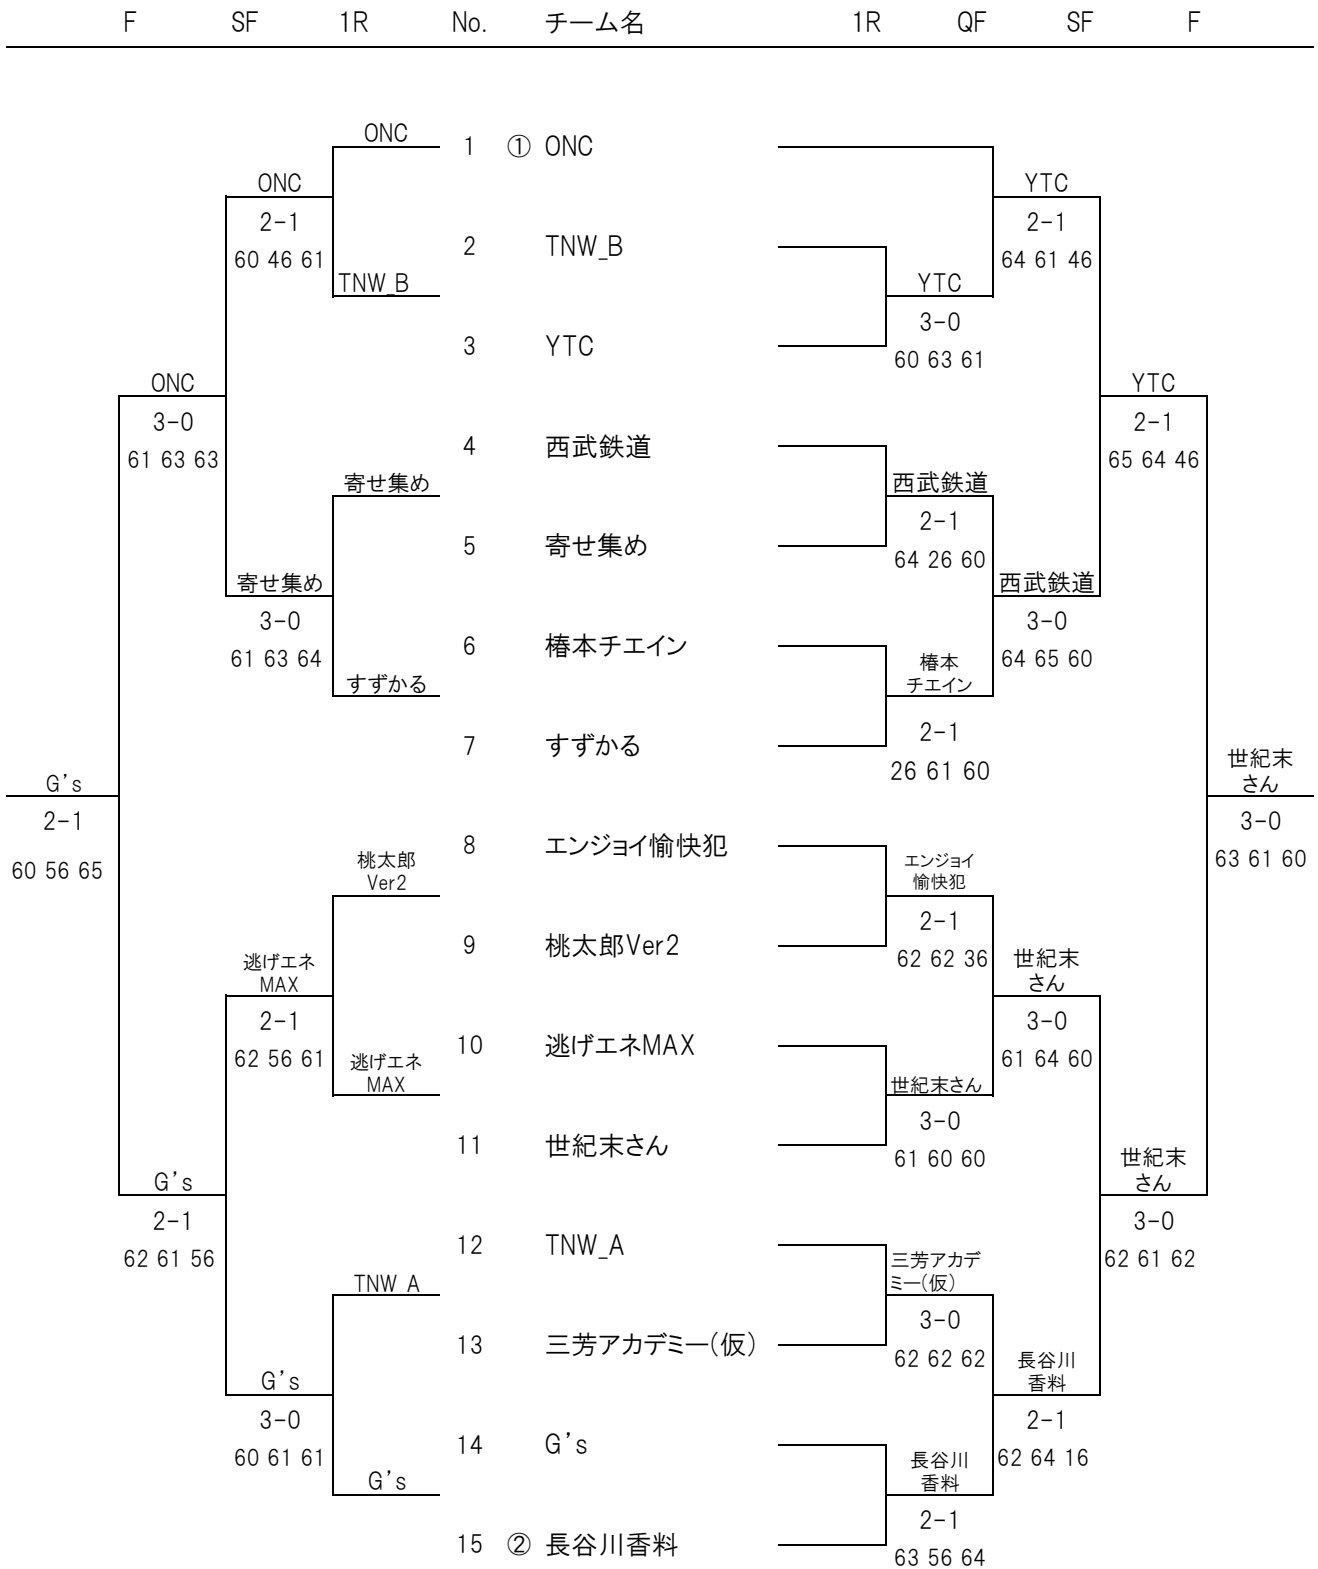 F SF 1R No. チーム名 1R QF SF F
ONC
1 ① ONC
ONC YTC
2-1 2-1
2 TNW_B
60 46 61 64 61 46
TNW_B YTC
3-0
3 YTC
60 63 61
ONC YTC
3-0 2-1
4 西武鉄道
61 63 63 65 64 46
寄せ集め 西武鉄道
2-1
5 寄せ集め
64 26 60
寄せ集め 西武鉄道
3-0 3-0
6 椿本チエイン
61 63 64 64 65 60
椿本
チエイン
すずかる
2-1
7 すずかる
世紀末
26 61 60
G's さん
2-1 3-0
8 エンジョイ愉快犯
60 56 65 63 61 60
桃太郎 エンジョイ
Ver2 愉快犯
2-1
9 桃太郎Ver2
62 62 36
逃げエネ 世紀末
MAX さん
2-1 3-0
10 逃げエネMAX
62 56 61 61 64 60
逃げエネ
MAX 世紀末さん
3-0
11 世紀末さん
61 60 60
世紀末
G's さん
2-1 3-0
12 TNW_A
62 61 56 62 61 62
三芳アカデ
TNW_A ミー(仮)
3-0
13 三芳アカデミー(仮)
62 62 62
長谷川
G's 香料
3-0 2-1
14 G's
60 61 61 62 64 16
長谷川
G's 香料
2-1
15 ② 長谷川香料
63 56 64